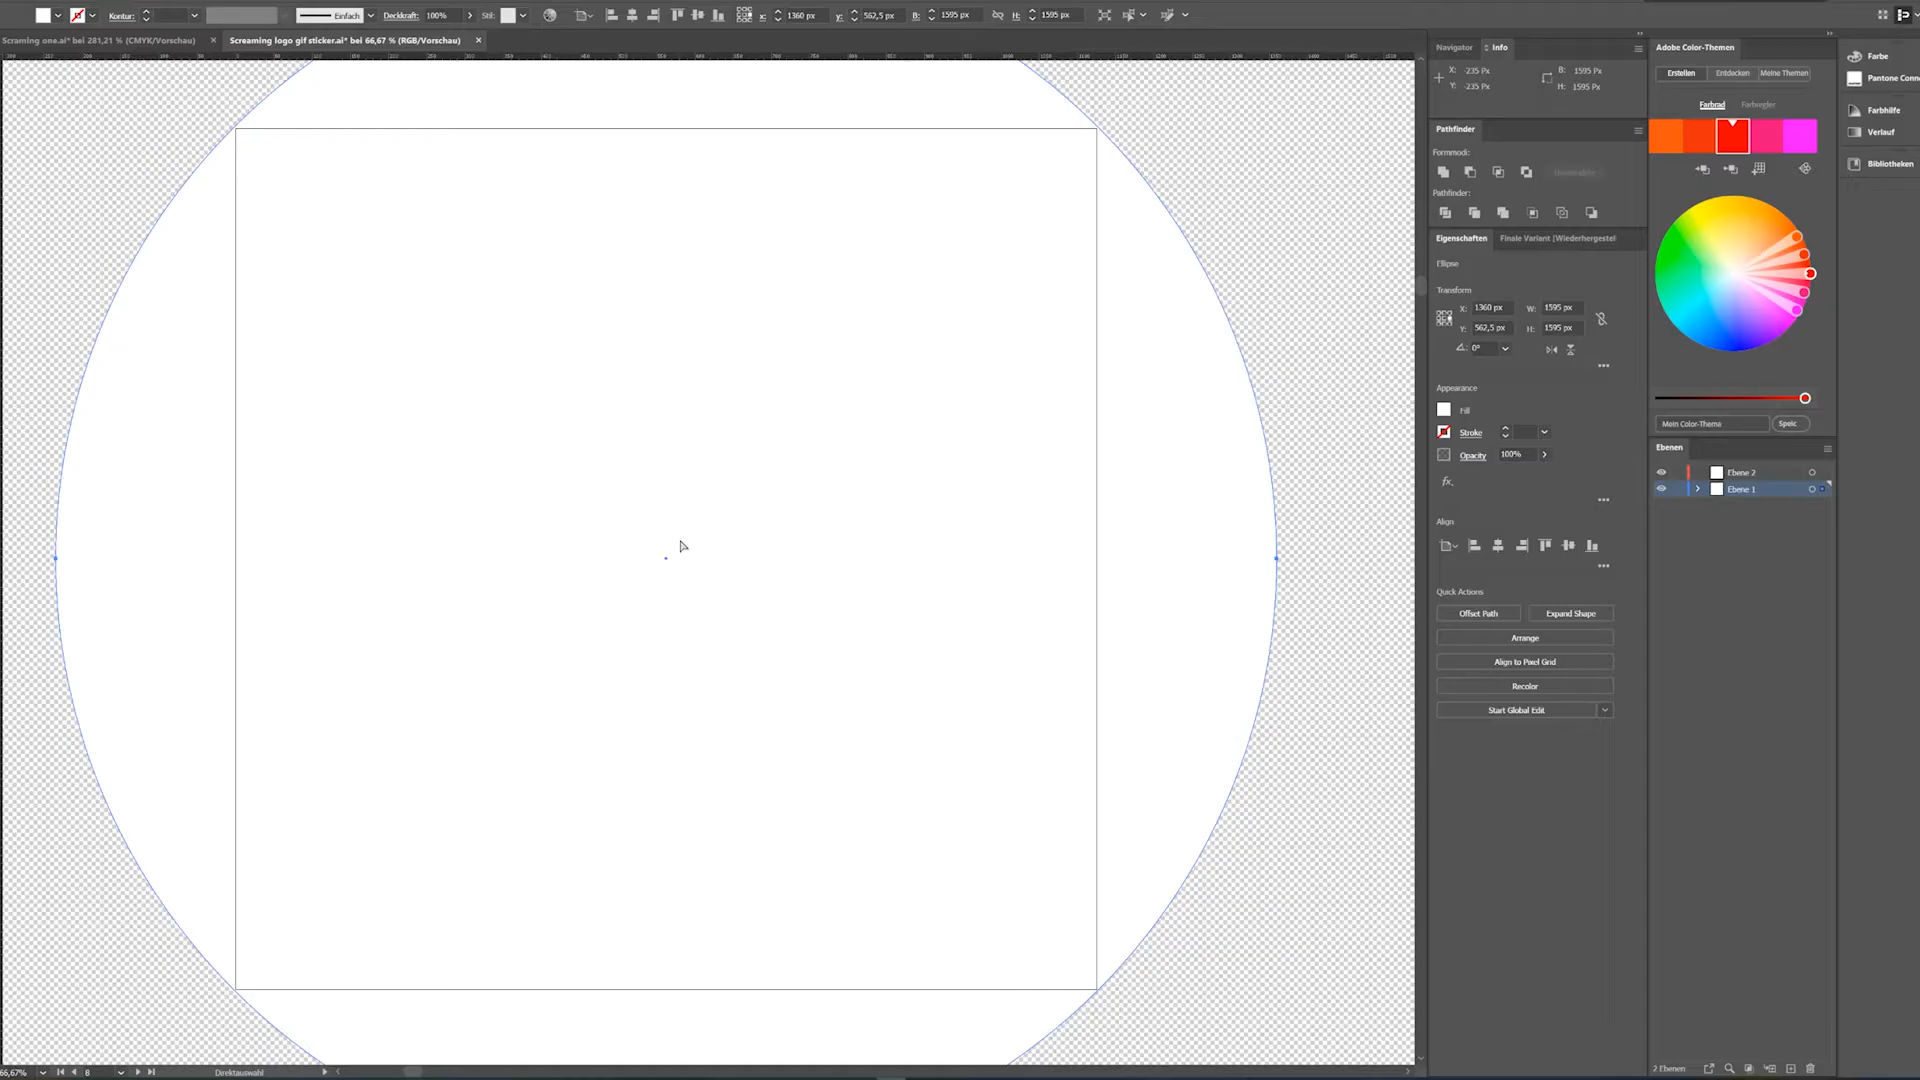 Kontur:
Einfach
Deckkraft: 100%
Stil:
x: 1360 px
y: 562,5 px
B: 1595 px
H: 1595 px
Scraming one.ai* bei 281,21 % (CMYK/Vorschau)
Screaming logo gif sticker.ai* bei 66,67 % (RGB/Vorschau)
Navigator
Info
X: -235 Px
Y: -235 Px
B: 1595 Px
H: 1595 Px
Pathfinder
Formmodi:
Pathfinder:
Eigenschaften
Finale Variant [Wiederhergestel
Ellipse
Transform
X: 1360 px
W: 1595 px
Y: 562,5 px
H: 1595 px
0°
Appearance
Fill
Stroke
Opacity
100%
fx.
Align
Quick Actions
Offset Path
Expand Shape
Arrange
Align to Pixel Grid
Recolor
Start Global Edit
Adobe Color-Themen
Erstellen
Entdecken
Meine Themen
Farbrad
Farbregler
Mein Color-Thema
Speic
Ebenen
Ebene 2
Ebene 1
2 Ebenen
Farbe
Pantone Conn
Farbhilfe
Verlauf
Bibliotheken
66,67%
8
Direktauswahl